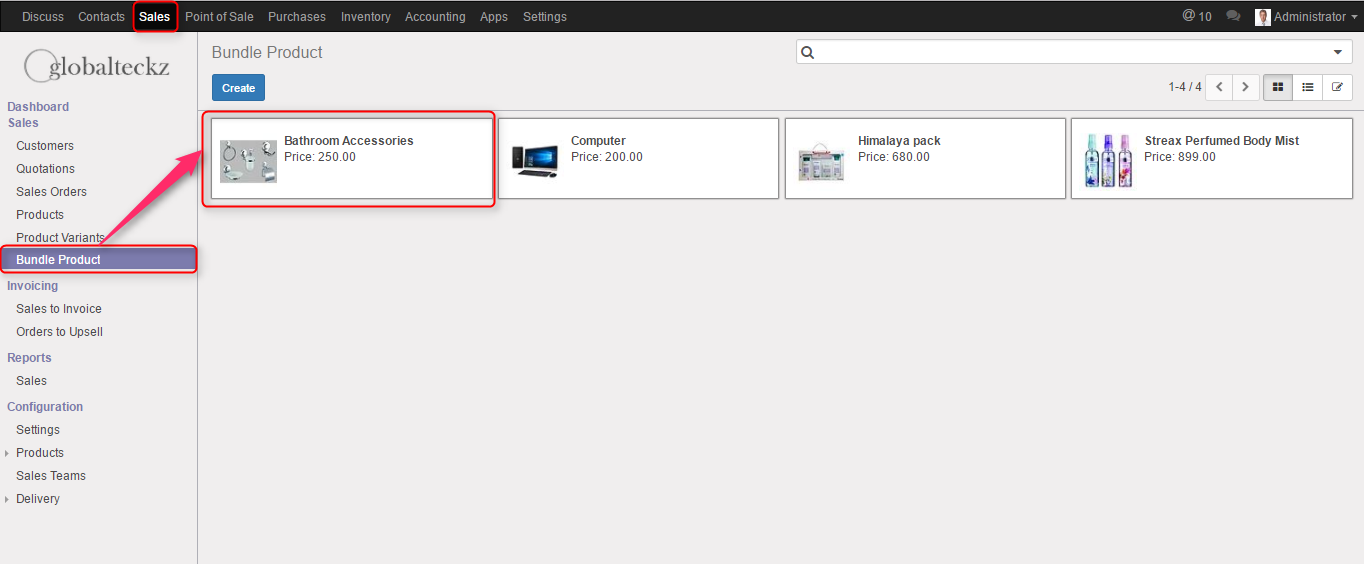 Discuss Contacts Sales Point of Sale Purchases Inventory Accounting Apps Settings @ 10 Administrator
globalteckz
Bundle Product
Create
1-4 / 4
Dashboard
Sales
Customers
Quotations
Sales Orders
Products
Product Variants
Bundle Product
Invoicing
Sales to Invoice
Orders to Upsell
Reports
Sales
Configuration
Settings
Products
Sales Teams
Delivery
Bathroom Accessories
Price: 250.00
Computer
Price: 200.00
Himalaya pack
Price: 680.00
Streax Perfumed Body Mist
Price: 899.00